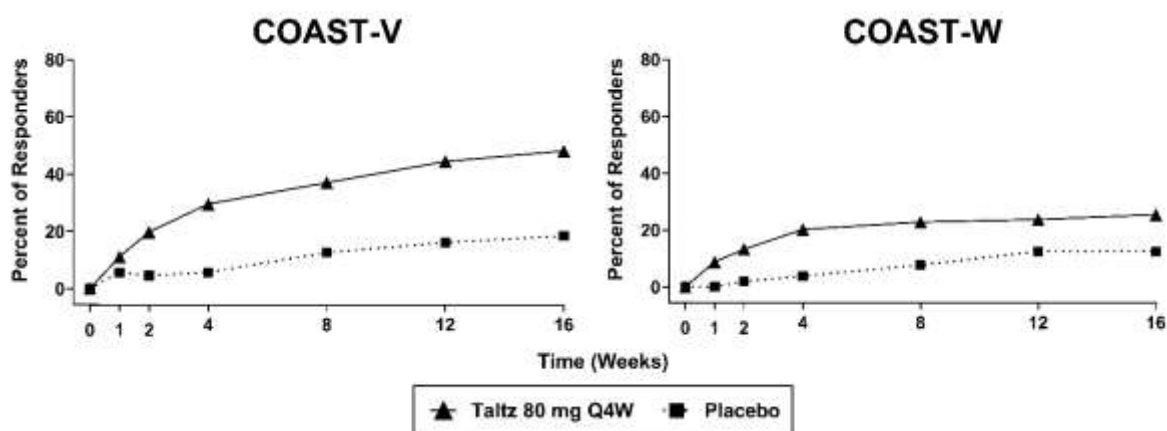 COAST-V
80
60
40
20
0
Percent of Responders
0 1 2 4 8 12 16
COAST-W
80
60
40
20
0
Percent of Responders
0 1 2 4 8 12 16
Time (Weeks)
Taltz 80 mg Q4W Placebo